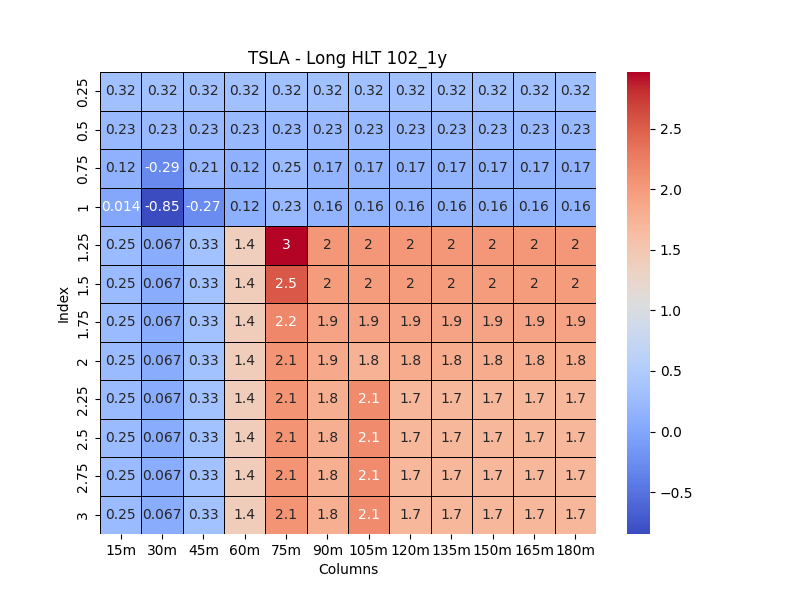 TSLA - Long HLT 102_1y
0.25 0.32 0.32 0.32 0.32 0.32 0.32 0.32 0.32 0.32 0.32 0.32 0.32
0.5 0.23 0.23 0.23 0.23 0.23 0.23 0.23 0.23 0.23 0.23 0.23 0.23
0.75 0.12 -0.29 0.21 0.12 0.25 0.17 0.17 0.17 0.17 0.17 0.17 0.17
1 0.014 -0.85 -0.27 0.12 0.23 0.16 0.16 0.16 0.16 0.16 0.16 0.16
1.25 0.25 0.067 0.33 1.4 3 2 2 2 2 2 2 2
1.5 0.25 0.067 0.33 1.4 2.5 2 2 2 2 2 2 2
1.75 0.25 0.067 0.33 1.4 2.2 1.9 1.9 1.9 1.9 1.9 1.9 1.9
2 0.25 0.067 0.33 1.4 2.1 1.9 1.8 1.8 1.8 1.8 1.8 1.8
2.25 0.25 0.067 0.33 1.4 2.1 1.8 2.1 1.7 1.7 1.7 1.7 1.7
2.5 0.25 0.067 0.33 1.4 2.1 1.8 2.1 1.7 1.7 1.7 1.7 1.7
2.75 0.25 0.067 0.33 1.4 2.1 1.8 2.1 1.7 1.7 1.7 1.7 1.7
3 0.25 0.067 0.33 1.4 2.1 1.8 2.1 1.7 1.7 1.7 1.7 1.7
15m 30m 45m 60m 75m 90m 105m 120m 135m 150m 165m 180m
Columns
Index
2.5
2.0
1.5
1.0
0.5
0.0
−0.5